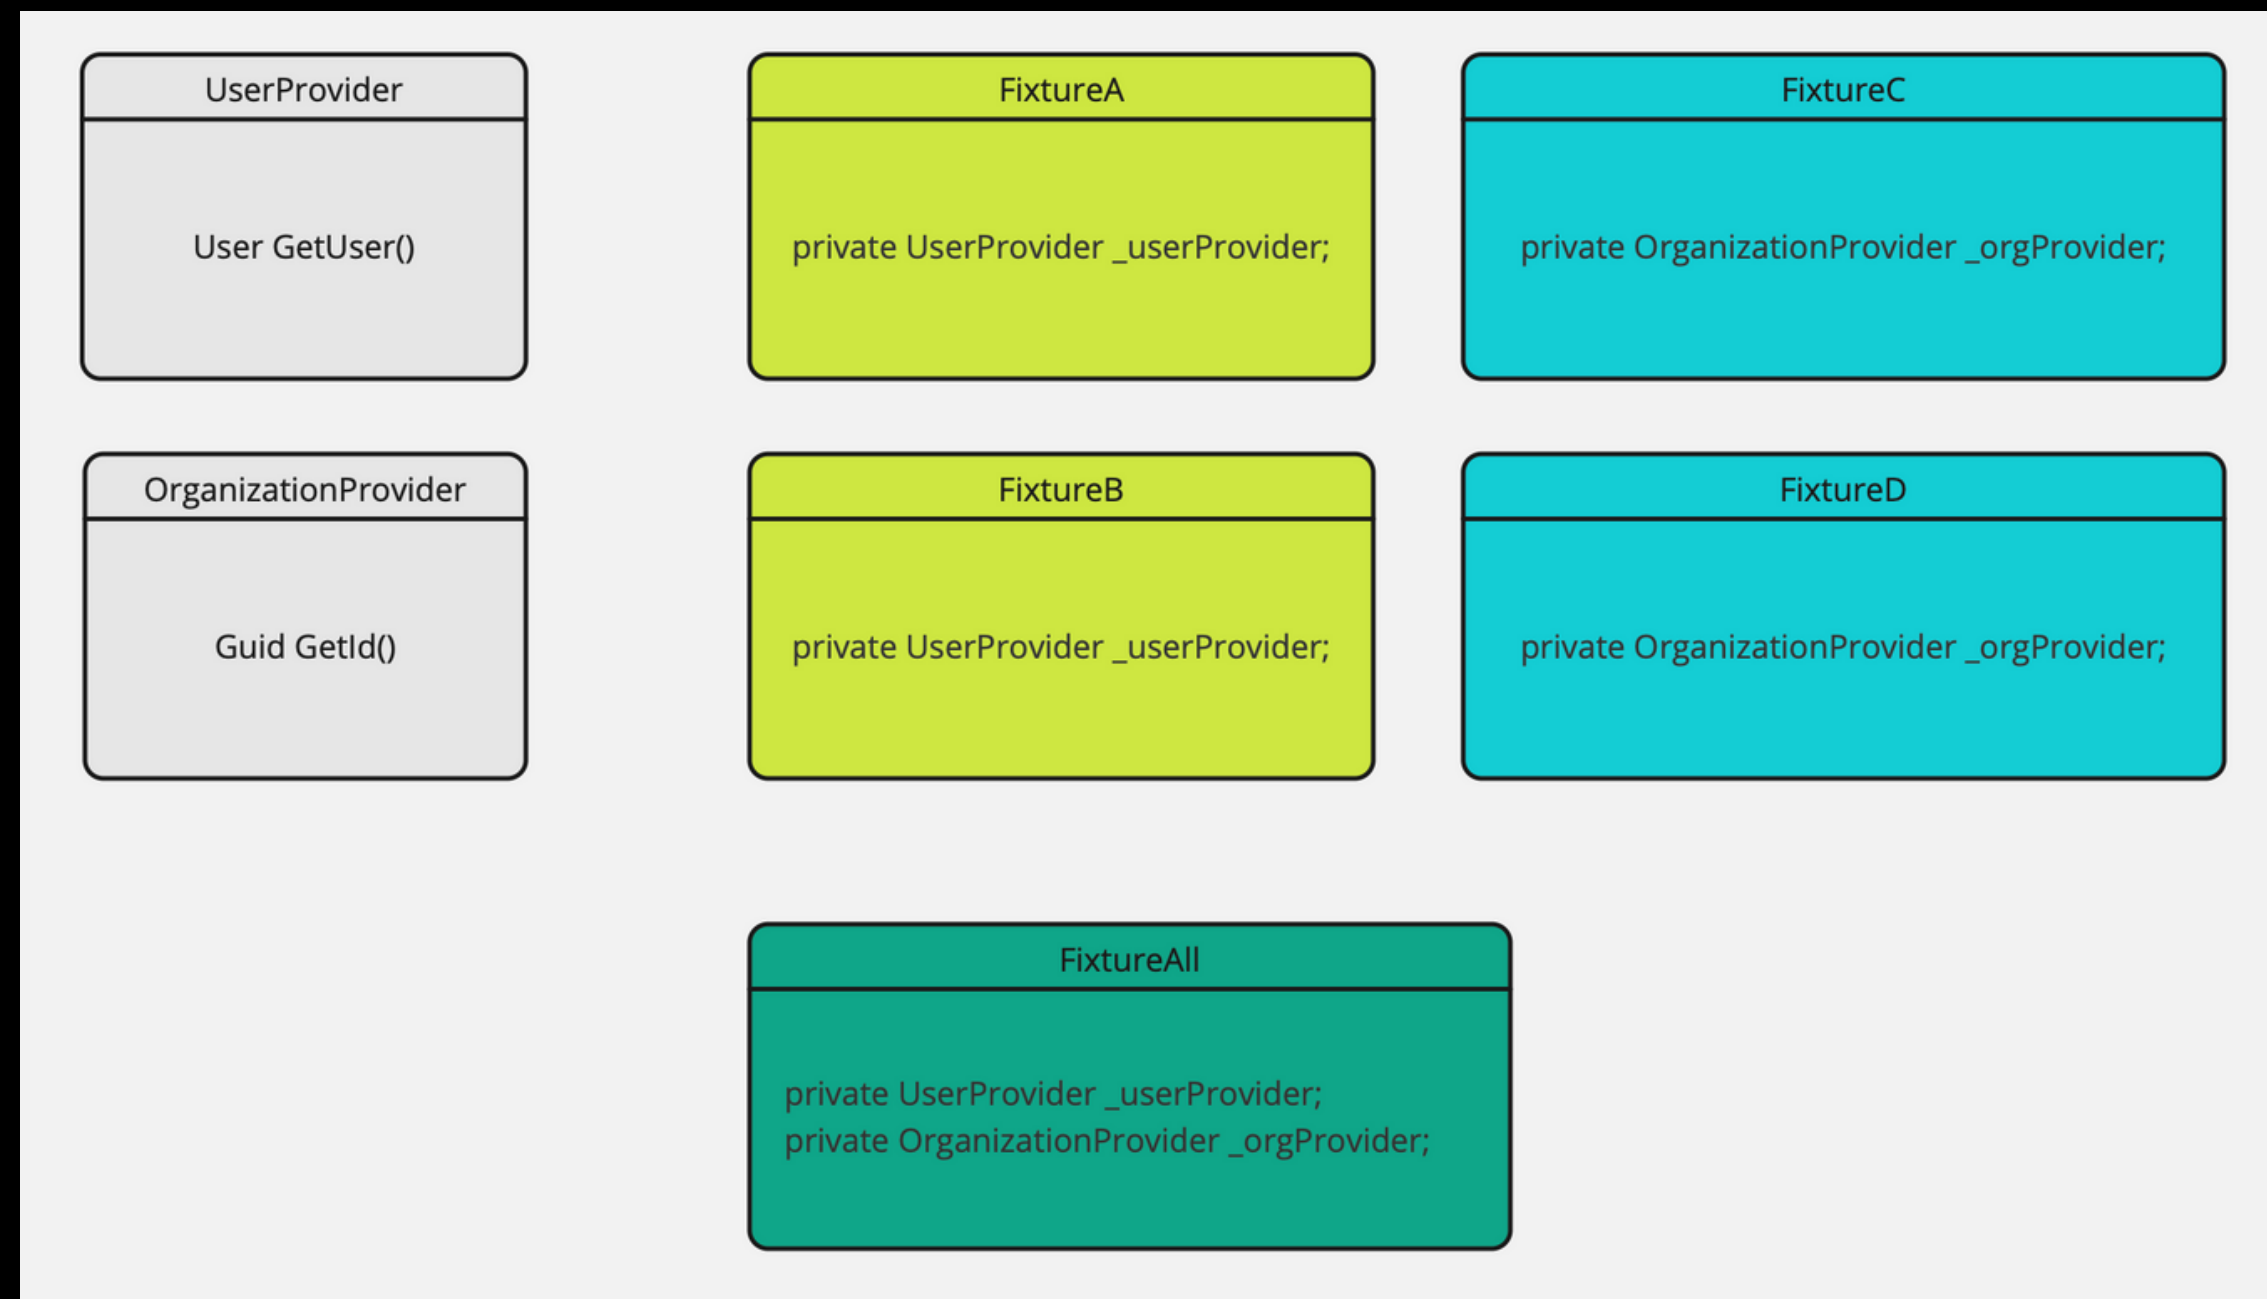 UserProvider
User GetUser()
FixtureA
private UserProvider _userProvider;
FixtureC
private OrganizationProvider _orgProvider;
OrganizationProvider
Guid GetId()
FixtureB
private UserProvider _userProvider;
FixtureD
private OrganizationProvider _orgProvider;
FixtureAll
private UserProvider _userProvider;
private OrganizationProvider _orgProvider;